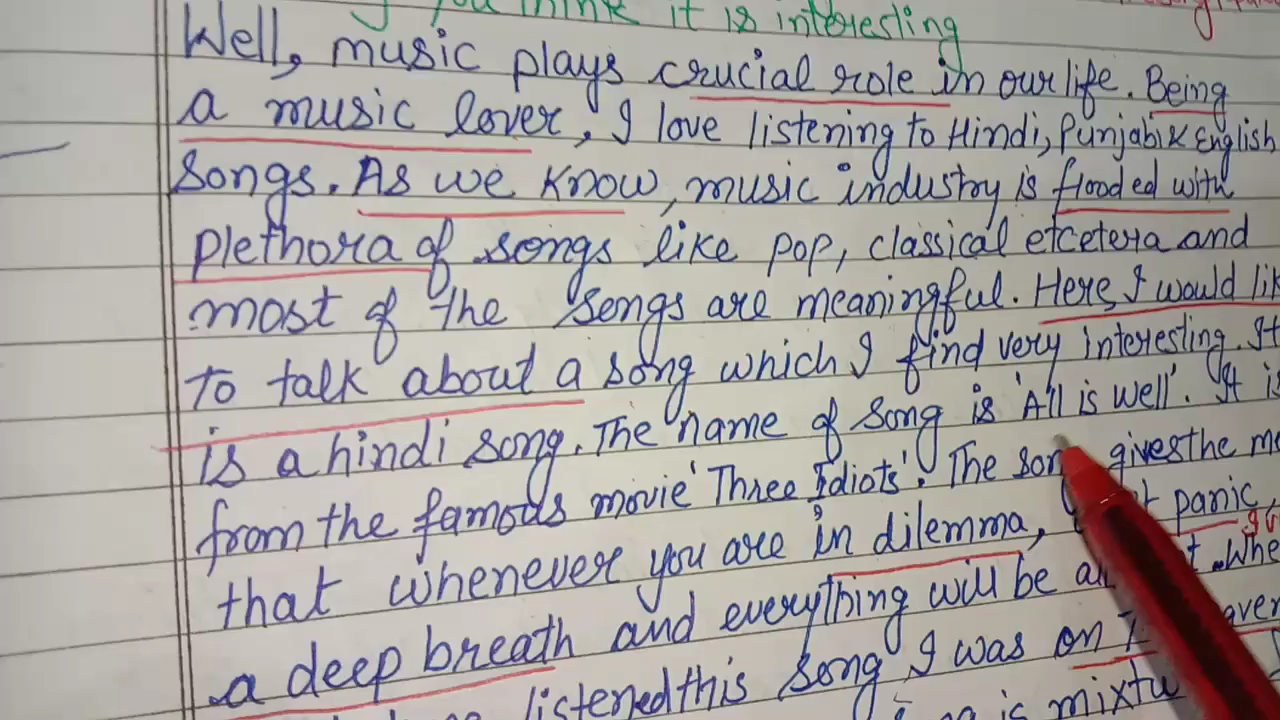 you think it is interesting
Well, music plays crucial role in our life. Being
a music lover, I love listening to Hindi, Punjabi & English
songs. As we know, music industry is flooded with
plethora of songs like pop, classical etcetera and
most of the songs are meaningful. Here I would lik
to talk about a song which I find very interesting. It
is a hindi song. The name of song is 'All is well'. It is
from the famous movie 'Three Idiots'. The son gives the m
that whenever you are in dilemma, panic,
a deep breath and everything will be a t. Whe
listened this song I was on
is mixtu